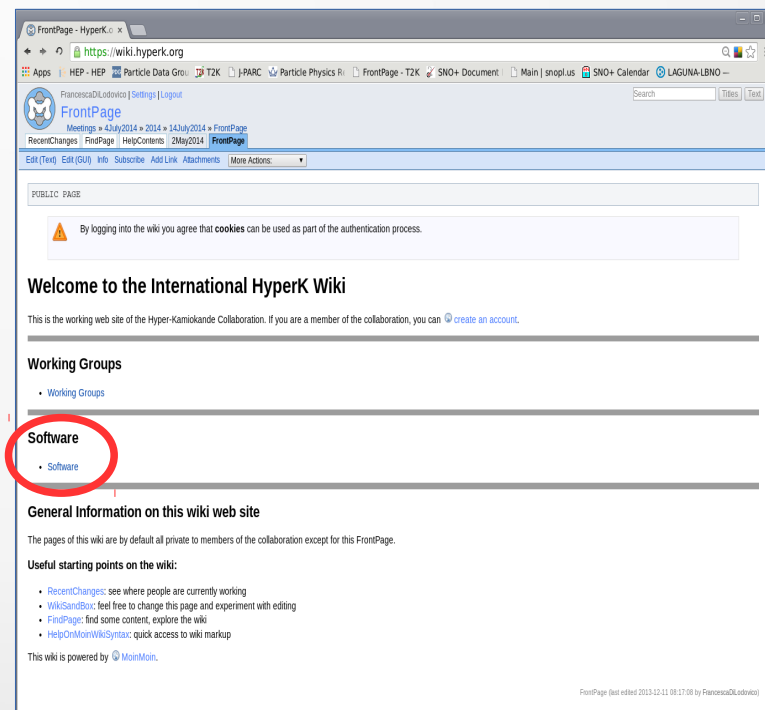 FrontPage - HyperK.o
https://wiki.hyperk.org
Apps HEP - HEP Particle Data Grou T2K J-PARC Particle Physics R FrontPage - T2K SNO+ Document Main | snopl.us SNO+ Calendar LAGUNA-LBNO —
FrancescaDiLodovico | Settings | Logout
Search Titles Text
FrontPage
Meetings » 4July2014 » 2014 » 14July2014 » FrontPage
RecentChanges FindPage HelpContents 2May2014 FrontPage
Edit (Text) Edit (GUI) Info Subscribe Add Link Attachments More Actions:
PUBLIC PAGE
By logging into the wiki you agree that cookies can be used as part of the authentication process.
Welcome to the International HyperK Wiki
This is the working web site of the Hyper-Kamiokande Collaboration. If you are a member of the collaboration, you can create an account.
Working Groups
• Working Groups
Software
• Software
General Information on this wiki web site
The pages of this wiki are by default all private to members of the collaboration except for this FrontPage.
Useful starting points on the wiki:
• RecentChanges: see where people are currently working
• WikiSandBox: feel free to change this page and experiment with editing
• FindPage: find some content, explore the wiki
• HelpOnMoinWikiSyntax: quick access to wiki markup
This wiki is powered by MoinMoin.
FrontPage (last edited 2013-12-11 08:17:08 by FrancescaDiLodovico)